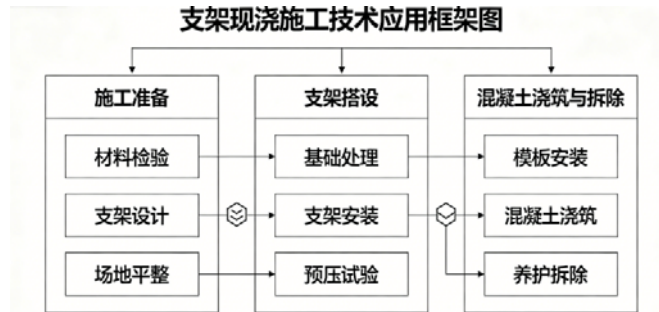 支架现浇施工技术应用框架图
施工准备
支架搭设
混凝土浇筑与拆除
材料检验
基础处理
模板安装
支架设计
支架安装
混凝土浇筑
场地平整
预压试验
养护拆除